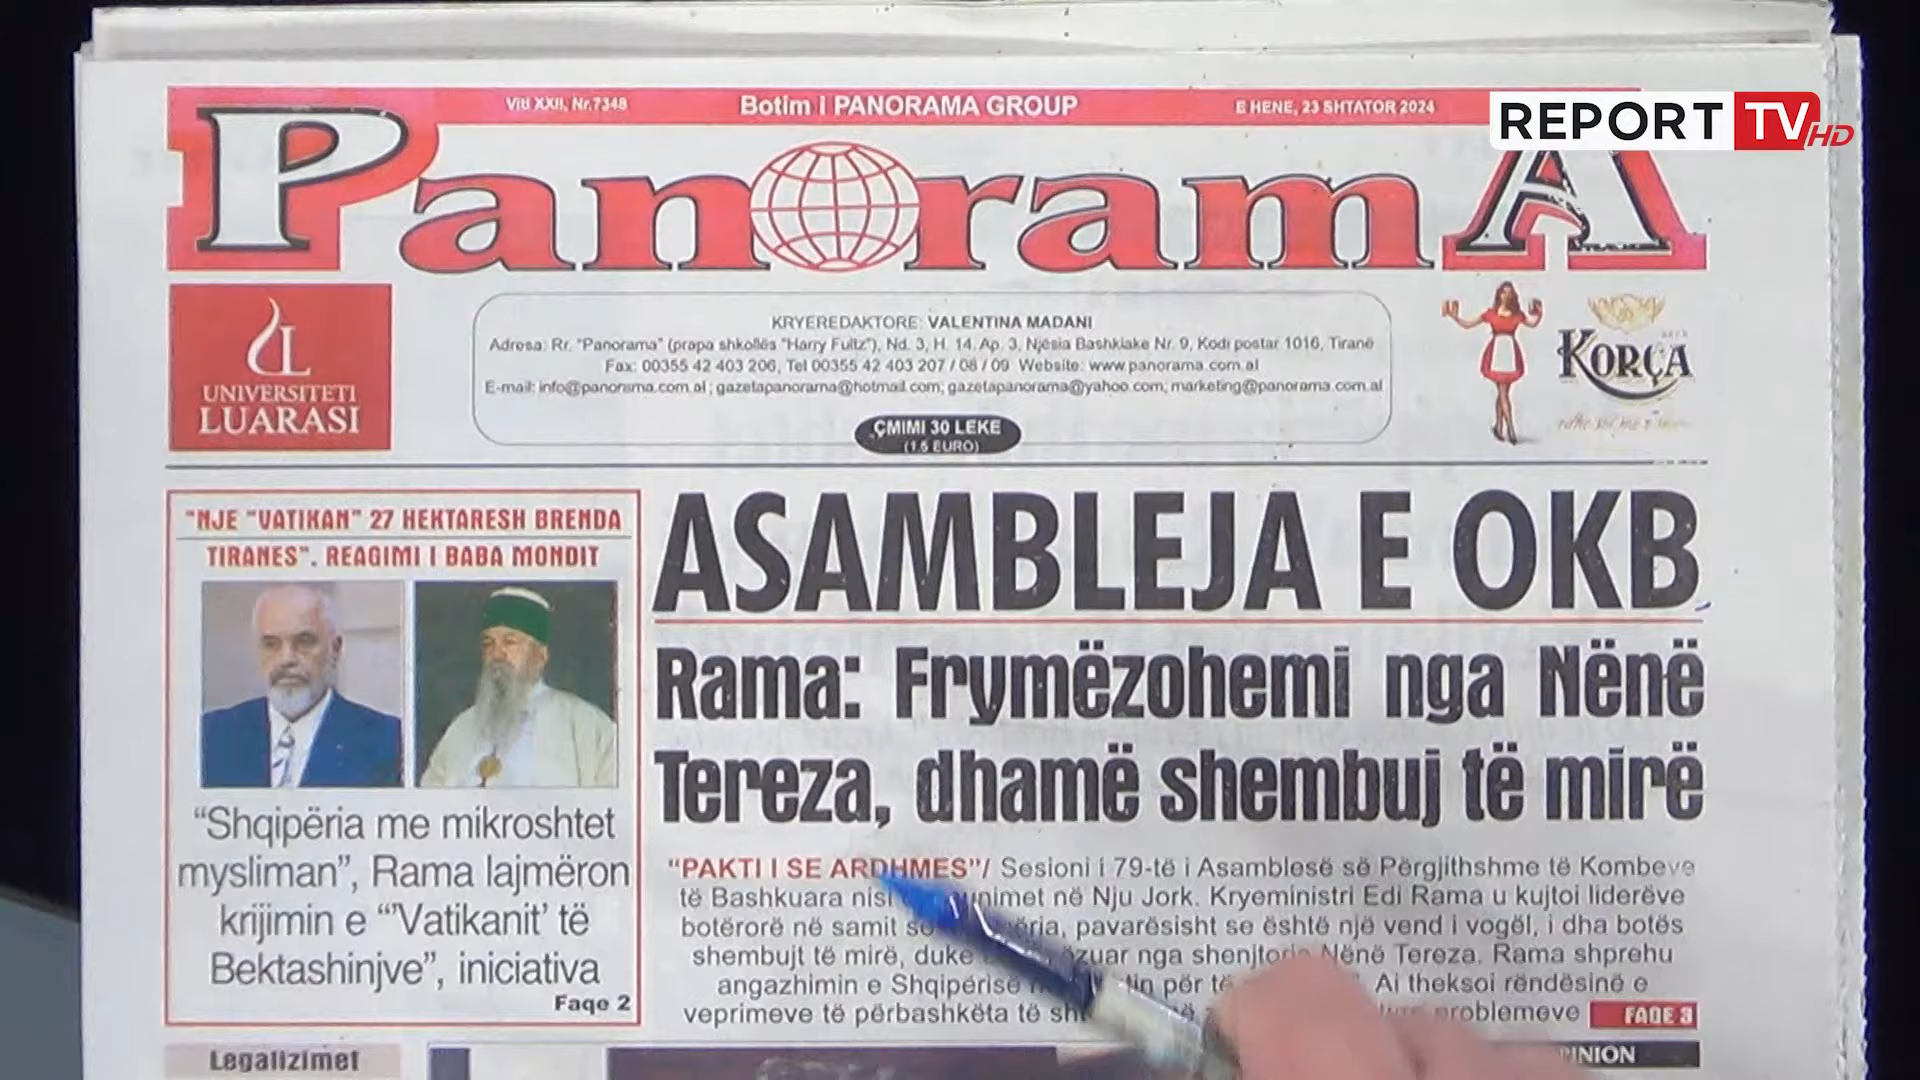 REPORT TV HD
Viti XXII, Nr.7348
Botim i PANORAMA GROUP
E HENE, 23 SHTATOR 2024
PanoramA
UNIVERSITETI
LUARASI
KRYEREDAKTORE: VALENTINA MADANI
Adresa: Rr. "Panorama" (prapa shkollës "Harry Fultz"), Nd. 3, H. 14, Ap. 3, Njësia Bashkiake Nr. 9, Kodi postar 1016, Tiranë
Fax: 00355 42 403 206, Tel 00355 42 403 207 / 08 / 09 Website: www.panorama.com.al
E-mail: info@panorama.com.al ; gazetapanorama@hotmail.com; gazetapanorama@yahoo.com; marketing@panorama.com.al
ÇMIMI 30 LEKE
(1.5 EURO)
KORÇA
"NJE "VATIKAN" 27 HEKTARESH BRENDA
TIRANES". REAGIMI I BABA MONDIT
“Shqipëria me mikroshtet
mysliman”, Rama lajmëron
krijimin e “’Vatikanit’ të
Bektashinjve”, iniciativa
Faqe 2
ASAMBLEJA E OKB
Rama: Frymëzohemi nga Nënë
Tereza, dhamë shembuj të mirë
“PAKTI I SE ARDHMES”/ Sesioni i 79-të i Asamblesë së Përgjithshme të Kombeve
të Bashkuara nisi në Nju Jork. Kryeministri Edi Rama u kujtoi liderëve
botërorë në samit pavarësisht se është një vend i vogël, i dha botës
shembujt të mirë, duke nga shenjtorja Nënë Tereza. Rama shprehu
angazhimin e Shqipërisë për Ai theksoi rëndësinë e
veprimeve të përbashkëta të problemeve
FAQE 3
Legalizimet